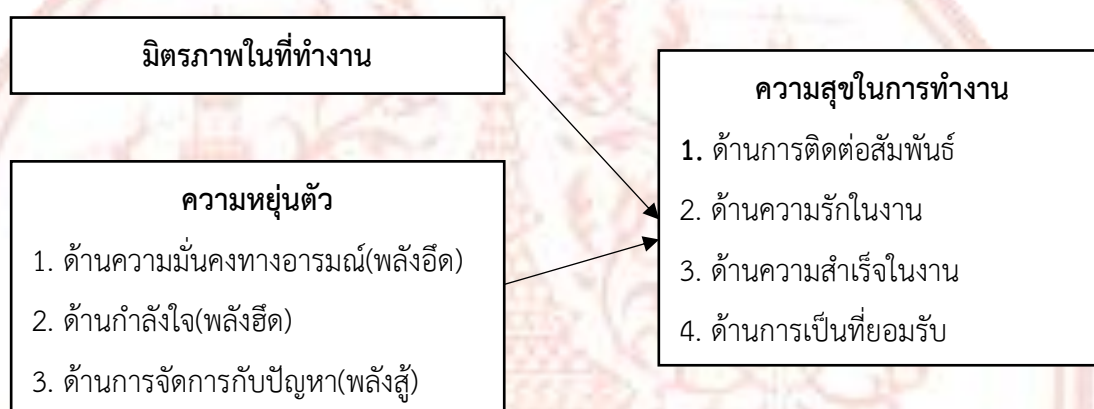 มิตรภาพในที่ทำงาน
ความหยุ่นตัว
1. ด้านความมั่นคงทางอารมณ์(พลังอึด)
2. ด้านกำลังใจ(พลังฮึด)
3. ด้านการจัดการกับปัญหา(พลังสู้)
ความสุขในการทำงาน
1. ด้านการติดต่อสัมพันธ์
2. ด้านความรักในงาน
3. ด้านความสำเร็จในงาน
4. ด้านการเป็นที่ยอมรับ